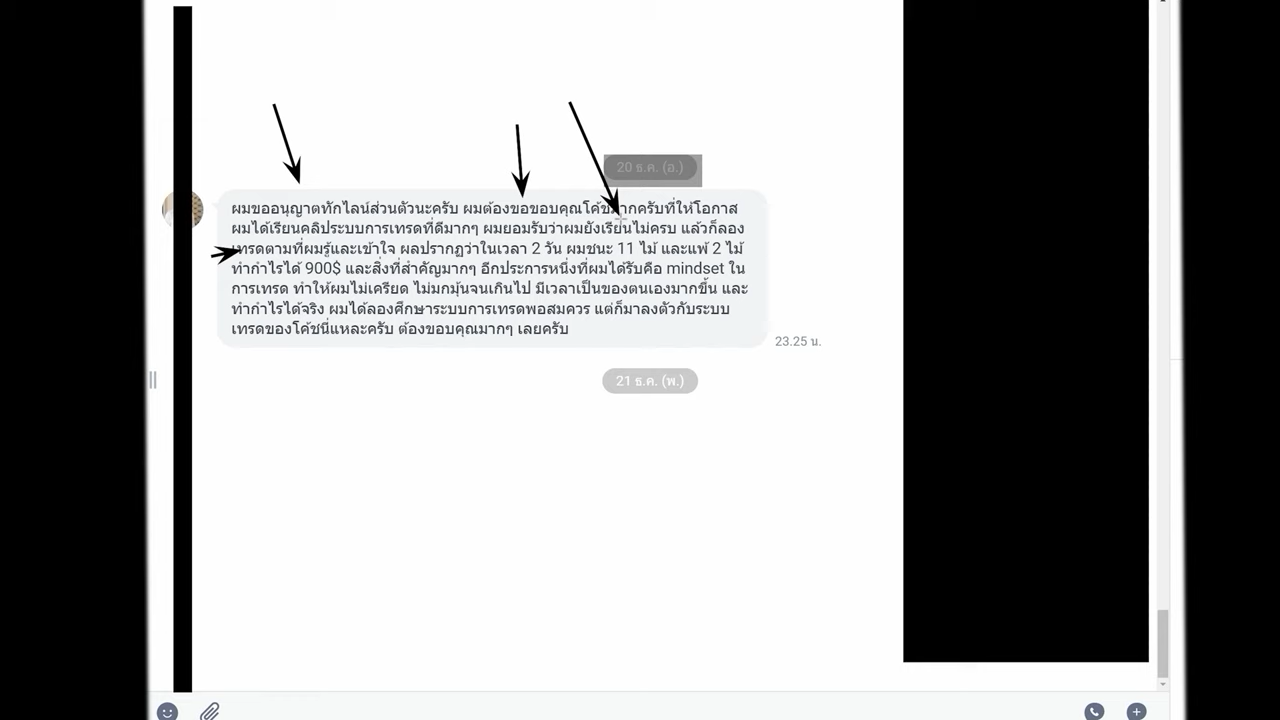 20 ธ.ค. (อ.)
ผมขออนุญาตทักไลน์ส่วนตัวนะครับ ผมต้องขอขอบคุณโค้ชมากครับที่ให้โอกาส
ผมได้เรียนคลิประบบการเทรดที่ดีมากๆ ผมยอมรับว่าผมยังเรียนไม่ครบ แล้วก็ลอง
เทรดตามที่ผมรู้และเข้าใจ ผลปรากฏว่าในเวลา 2 วัน ผมชนะ 11 ไม้ และแพ้ 2 ไม้
ทำกำไรได้ 900$ และสิ่งที่สำคัญมากๆ อีกประการหนึ่งที่ผมได้รับคือ mindset ใน
การเทรด ทำให้ผมไม่เครียด ไม่มกมุ้นจนเกินไป มีเวลาเป็นของตนเองมากขึ้น และ
ทำกำไรได้จริง ผมได้ลองศึกษาระบบการเทรดพอสมควร แต่ก็มาลงตัวกับระบบ
เทรดของโค้ชนี่แหละครับ ต้องขอบคุณมากๆ เลยครับ
23.25 น.
21 ธ.ค. (พ.)